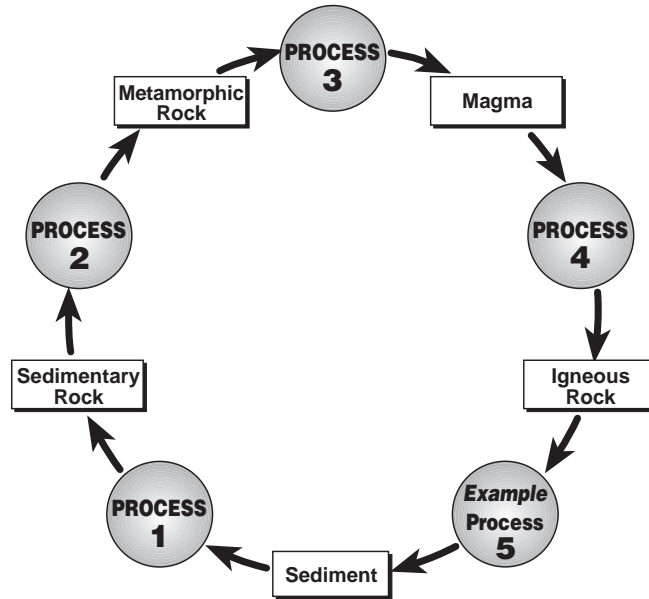 PROCESS
3
Metamorphic
Rock
Magma
PROCESS
2
PROCESS
4
Sedimentary
Rock
Igneous
Rock
PROCESS
1
Example
Process
5
Sediment